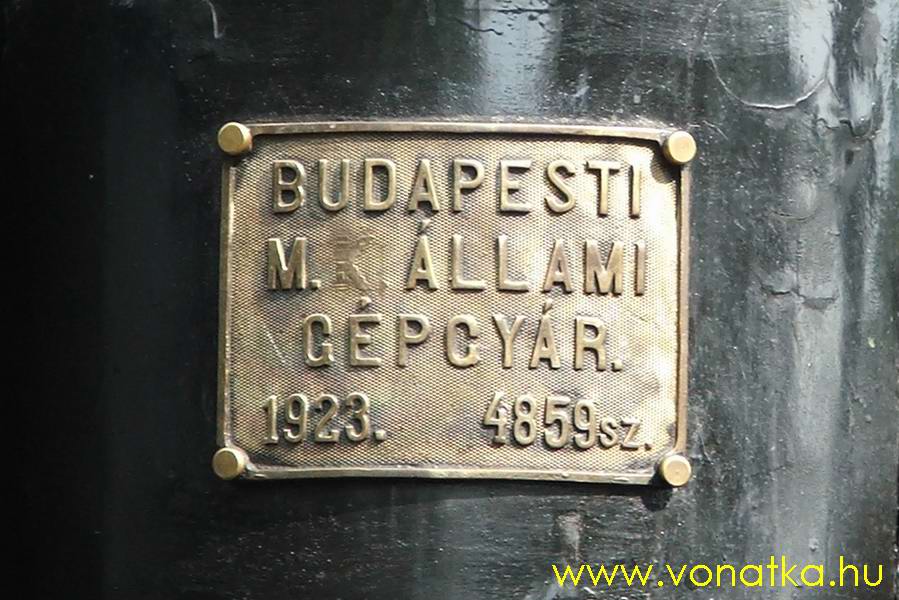 BUDAPESTI
M. K. ÁLLAMI
GÉPGYÁR.
1923. 4859sz.
www.vonatka.hu